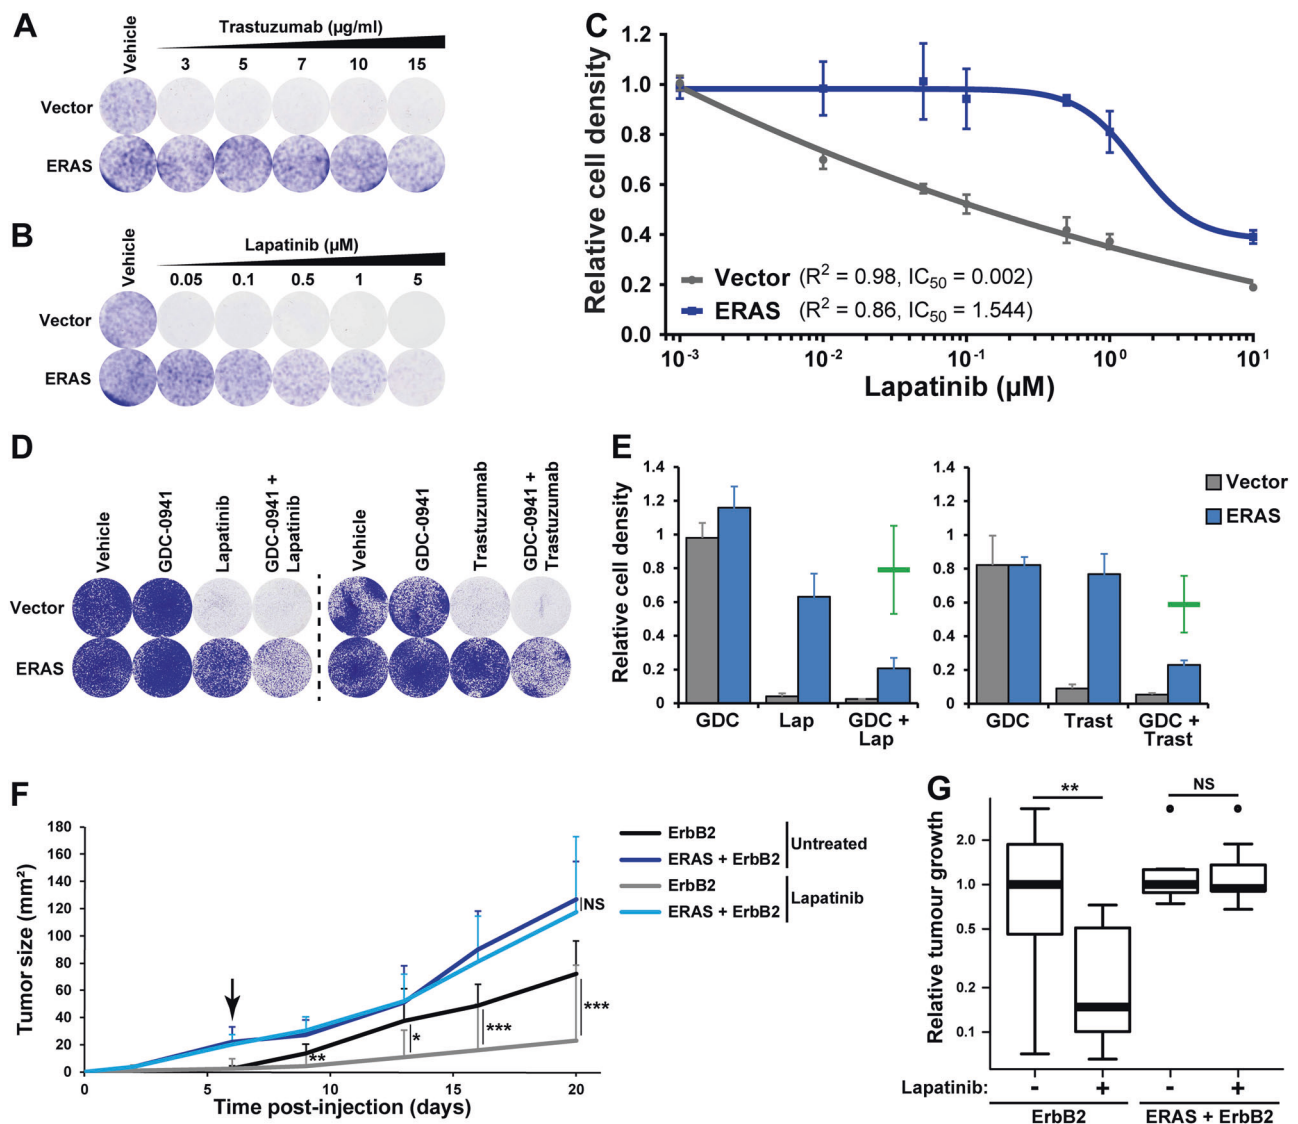 A
Trastuzumab (µg/ml)
Vehicle
3 5 7 10 15
Vector
ERAS
B
Lapatinib (µM)
Vehicle
0.05 0.1 0.5 1 5
Vector
ERAS
C
Relative cell density
1.2
1.0
0.8
0.6
0.4
0.2
0.0
Vector (R² = 0.98, IC₅₀ = 0.002)
ERAS (R² = 0.86, IC₅₀ = 1.544)
10⁻³ 10⁻² 10⁻¹ 10⁰ 10¹
Lapatinib (µM)
D
Vehicle
GDC-0941
Lapatinib
GDC-0941 +
Lapatinib
Vehicle
GDC-0941
Trastuzumab
GDC-0941 +
Trastuzumab
Vector
ERAS
E
Relative cell density
1.4
1.2
1
0.8
0.6
0.4
0.2
0
GDC Lap GDC +
Lap
1.4
1.2
1
0.8
0.6
0.4
0.2
0
GDC Trast GDC +
Trast
Vector
ERAS
F
Tumor size (mm²)
180
160
140
120
100
80
60
40
20
0
0 5 10 15 20
Time post-injection (days)
** * *** *** NS
ErbB2
ERAS + ErbB2
Untreated
ErbB2
ERAS + ErbB2
Lapatinib
G
Relative tumour growth
2.0
1.0
0.5
0.2
0.1
** NS
Lapatinib: - + - +
ErbB2 ERAS + ErbB2